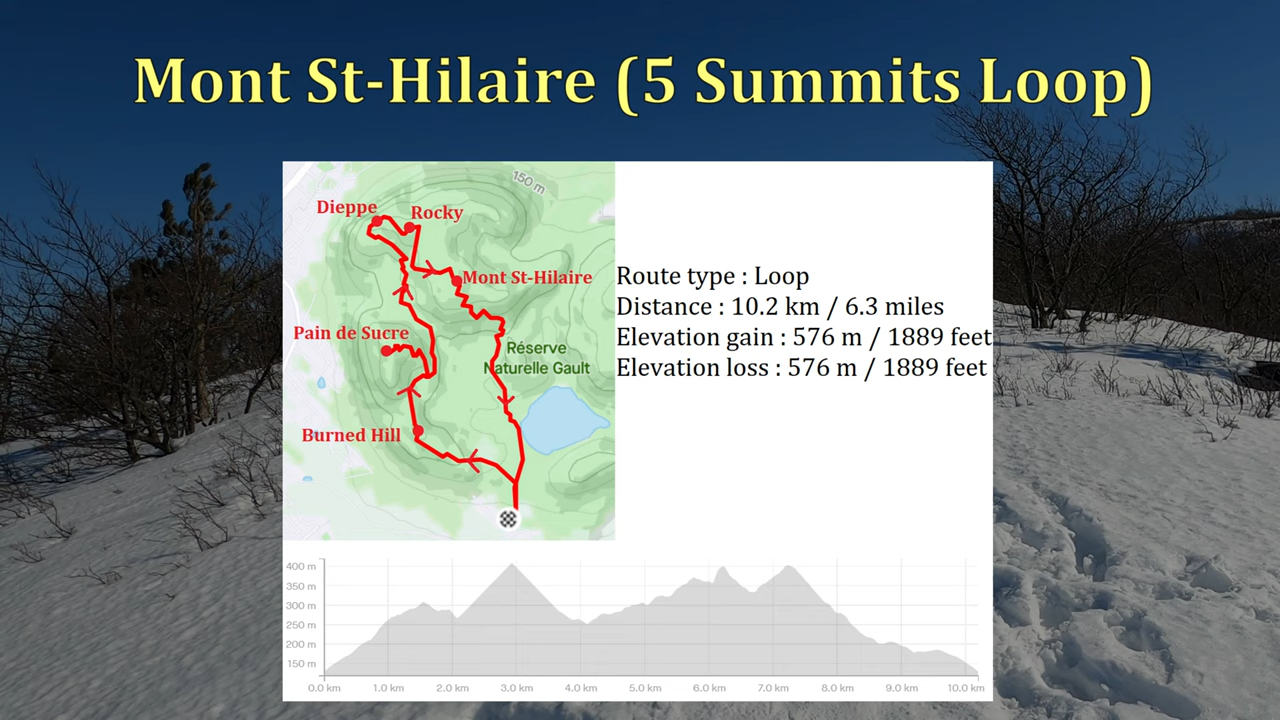 Mont St-Hilaire (5 Summits Loop)
150 m
Dieppe
Rocky
Mont St-Hilaire
Pain de Sucre
Réserve
Naturelle Gault
Burned Hill
Route type : Loop
Distance : 10.2 km / 6.3 miles
Elevation gain : 576 m / 1889 feet
Elevation loss : 576 m / 1889 feet
400 m
350 m
300 m
250 m
200 m
150 m
0.0 km 1.0 km 2.0 km 3.0 km 4.0 km 5.0 km 6.0 km 7.0 km 8.0 km 9.0 km 10.0 km